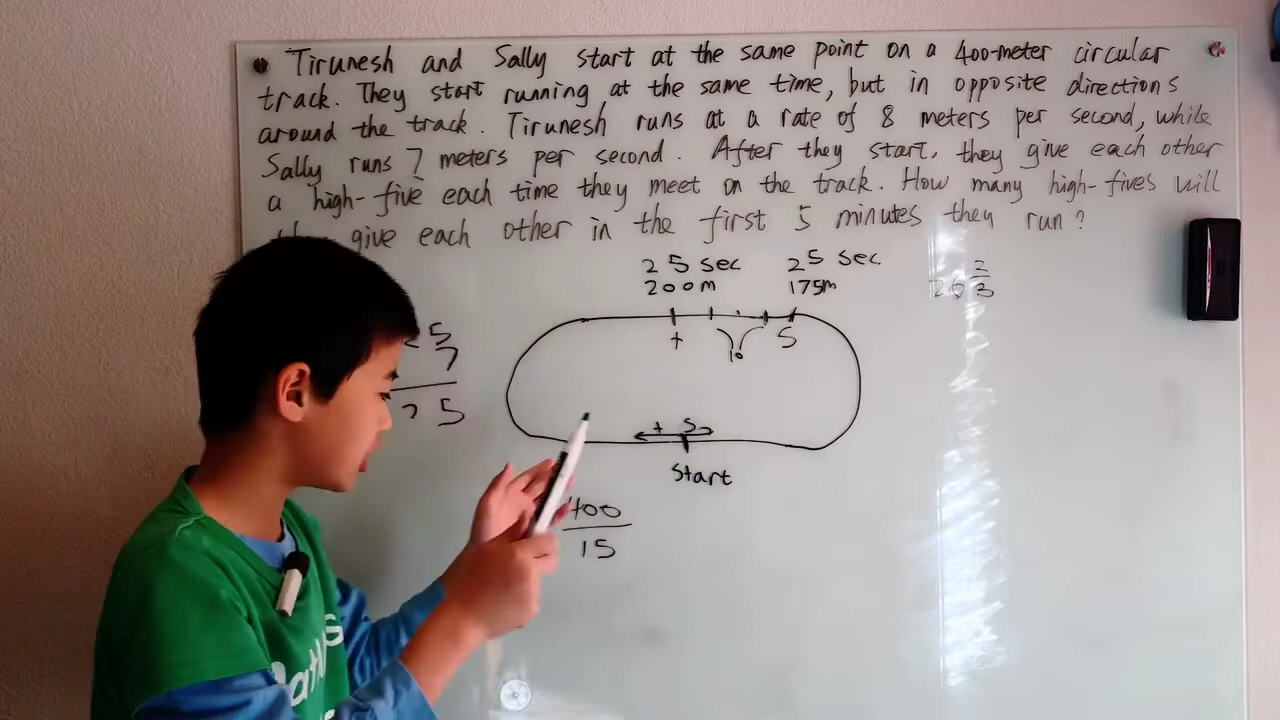 Tirunesh and Sally start at the same point on a 400-meter circular
track. They start running at the same time, but in opposite directions
around the track. Tirunesh runs at a rate of 8 meters per second, while
Sally runs 7 meters per second. After they start, they give each other
a high-five each time they meet on the track. How many high-fives will
give each other in the first 5 minutes they run?
25 sec 25 sec
200m 175m
26 2/3
t 10 S
25
7
25
t S
Start
400
15